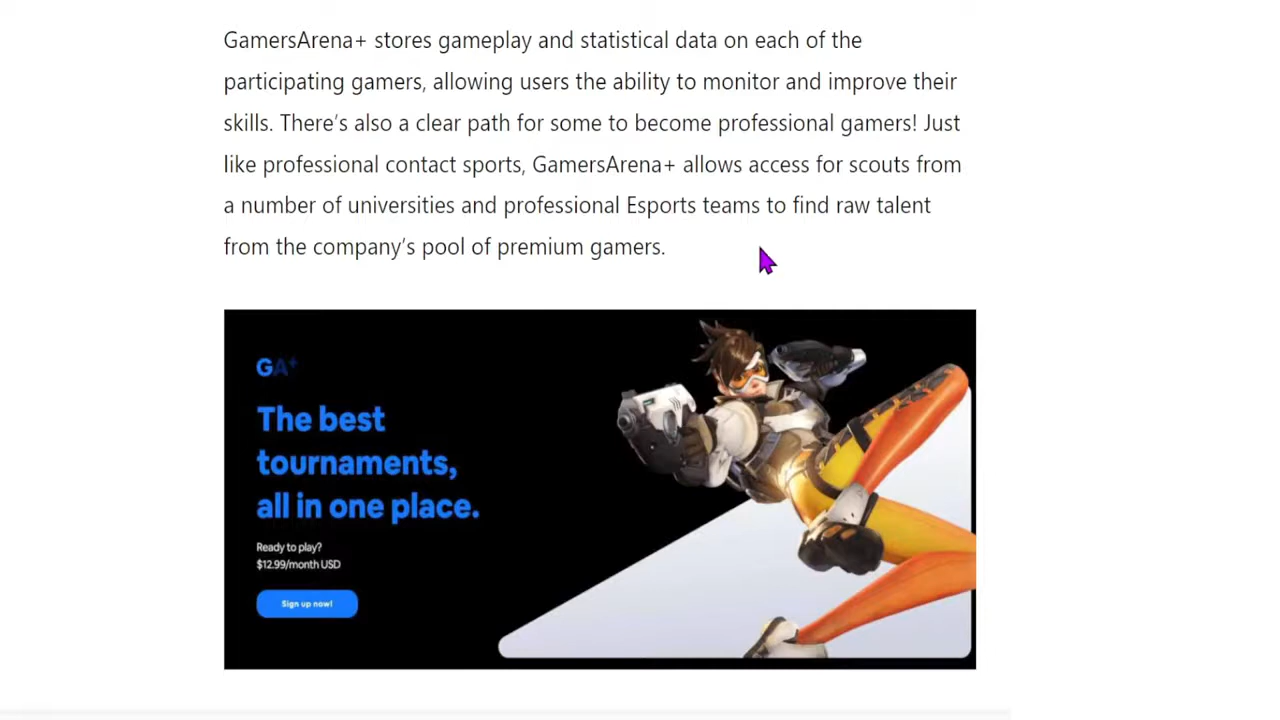 GamersArena+ stores gameplay and statistical data on each of the
participating gamers, allowing users the ability to monitor and improve their
skills. There’s also a clear path for some to become professional gamers! Just
like professional contact sports, GamersArena+ allows access for scouts from
a number of universities and professional Esports teams to find raw talent
from the company’s pool of premium gamers.
GA+
The best
tournaments,
all in one place.
Ready to play?
$12.99/month USD
Sign up now!